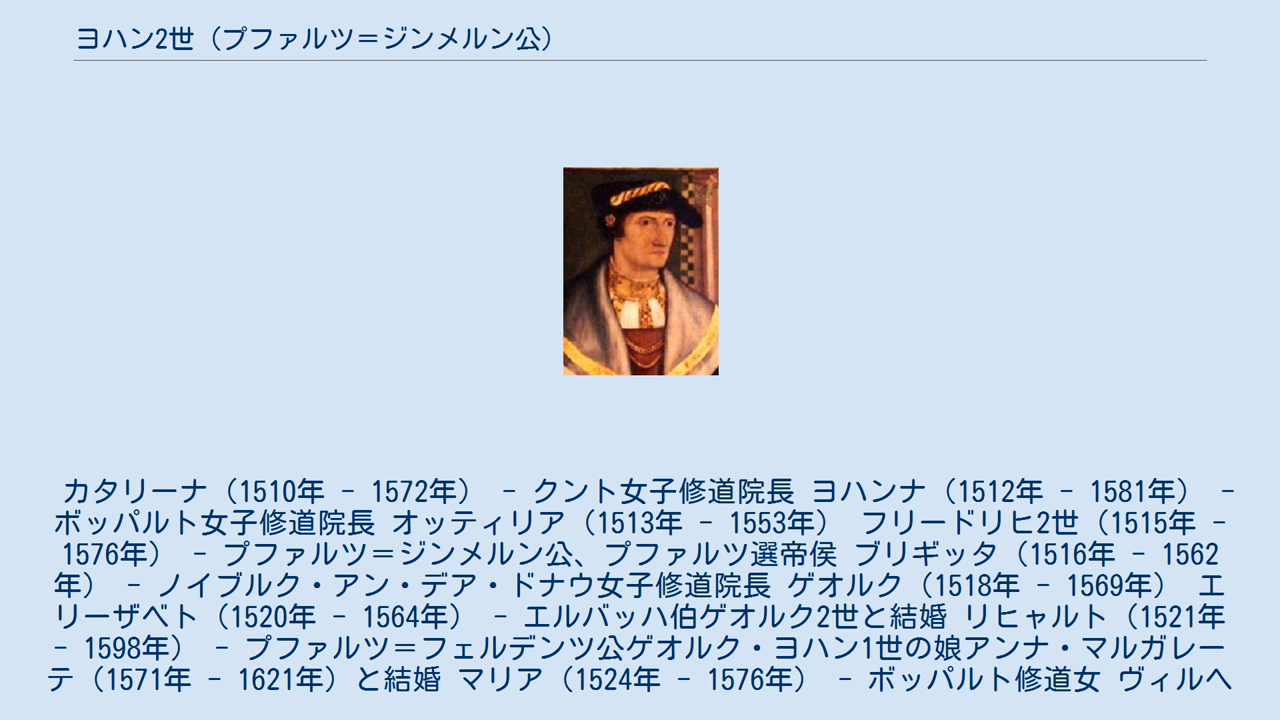 ヨハン2世（プファルツ＝ジンメルン公）
カタリーナ（1510年 – 1572年） – クント女子修道院長 ヨハンナ（1512年 – 1581年） –
ボッパルト女子修道院長 オッティリア（1513年 – 1553年） フリードリヒ2世（1515年 –
1576年） – プファルツ＝ジンメルン公、プファルツ選帝侯 ブリギッタ（1516年 – 1562
年） – ノイブルク・アン・デア・ドナウ女子修道院長 ゲオルク（1518年 – 1569年） エ
リーザベト（1520年 – 1564年） – エルバッハ伯ゲオルク2世と結婚 リヒャルト（1521年
– 1598年） – プファルツ＝フェルデンツ公ゲオルク・ヨハン1世の娘アンナ・マルガレー
テ（1571年 – 1621年）と結婚 マリア（1524年 – 1576年） – ボッパルト修道女 ヴィルヘ